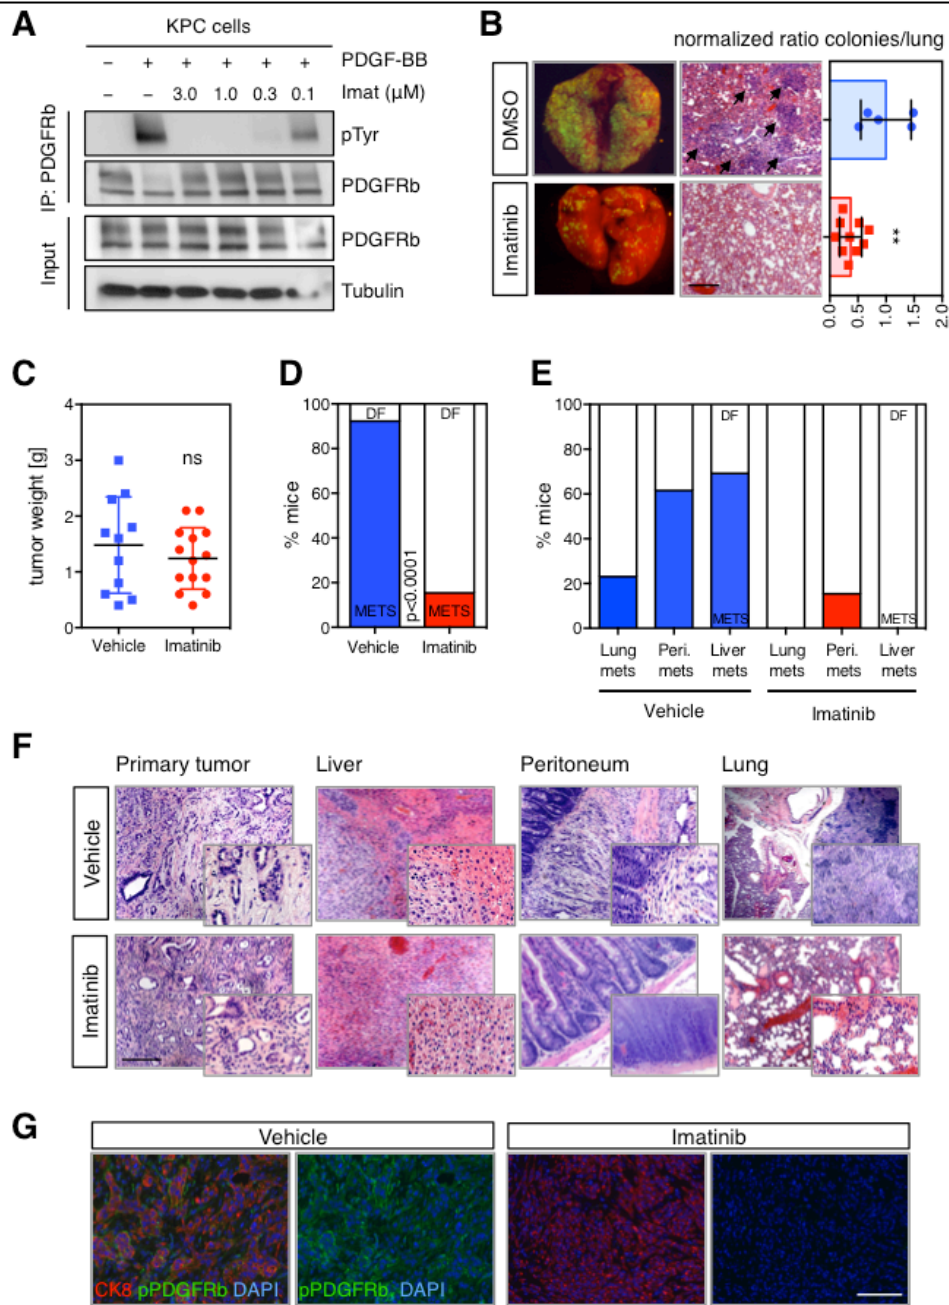 A
KPC cells
– + + + + + PDGF-BB
– – 3.0 1.0 0.3 0.1 Imat (μM)
IP: PDGFRb
pTyr
PDGFRb
Input
PDGFRb
Tubulin
B
normalized ratio colonies/lung
DMSO
Imatinib
**
0.0 0.5 1.0 1.5 2.0
C
tumor weight [g]
4
3
2
1
0
ns
Vehicle Imatinib
D
% mice
100
80
60
40
20
0
DF DF
p<0.0001
METS METS
Vehicle Imatinib
E
% mice
100
80
60
40
20
0
DF DF
METS METS
Lung mets Peri. mets Liver mets Lung mets Peri. mets Liver mets
Vehicle Imatinib
F
Primary tumor Liver Peritoneum Lung
Vehicle
Imatinib
G
Vehicle Imatinib
CK8 pPDGFRb DAPI pPDGFRb, DAPI